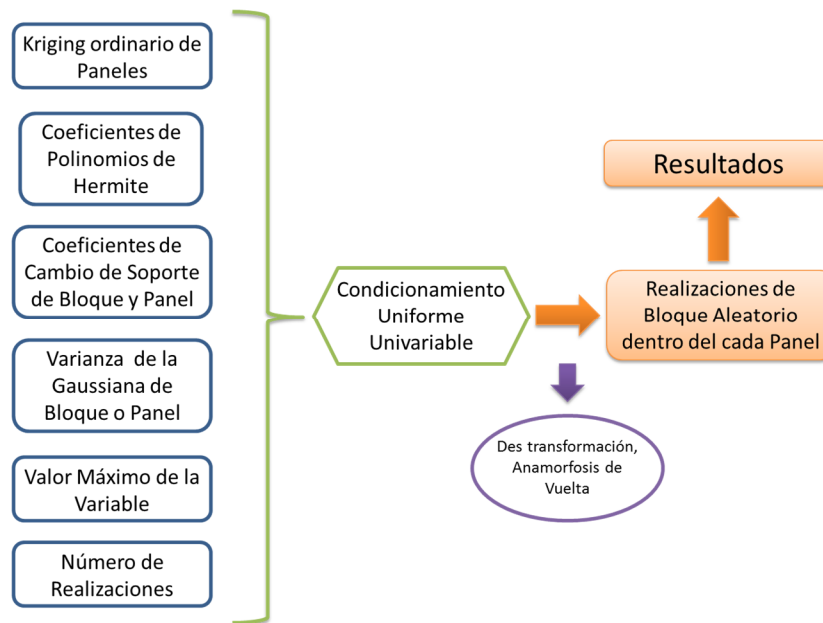 Kriging ordinario de
Paneles
Coeficientes de
Polinomios de
Hermite
Coeficientes de
Cambio de Soporte
de Bloque y Panel
Varianza de la
Gaussiana de
Bloque o Panel
Valor Máximo de la
Variable
Número de
Realizaciones
Condicionamiento
Uniforme
Univariable
Des transformación,
Anamorfosis de
Vuelta
Resultados
Realizaciones de
Bloque Aleatorio
dentro del cada Panel